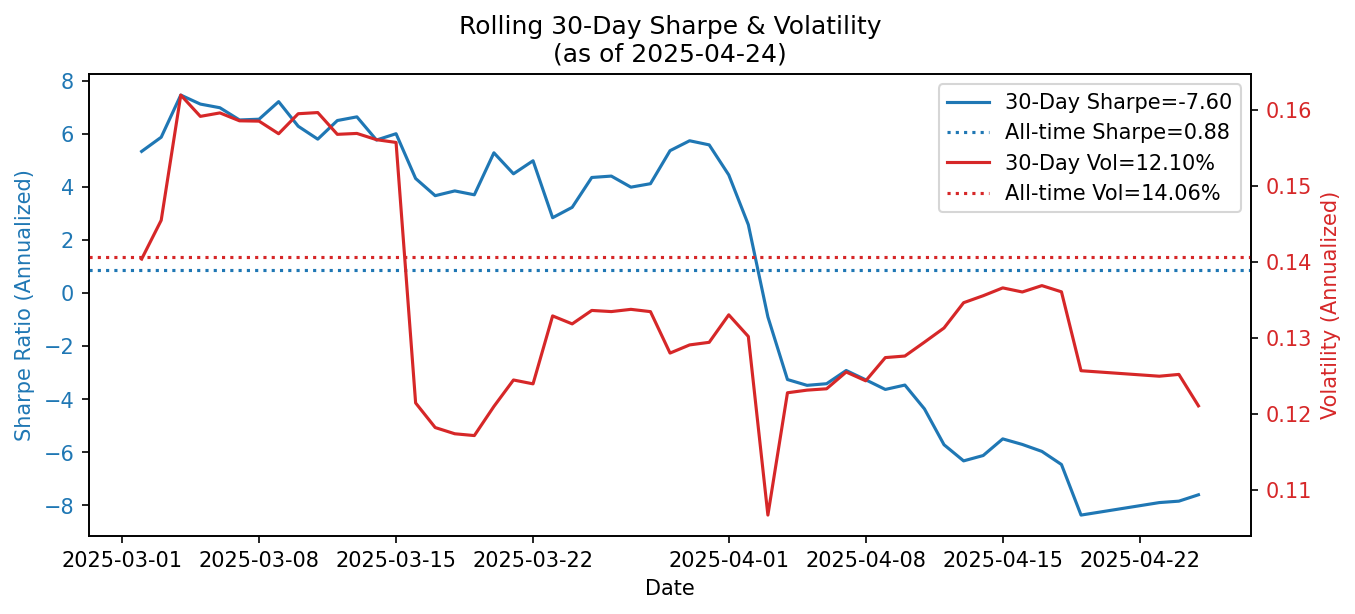 Rolling 30-Day Sharpe & Volatility
(as of 2025-04-24)
8
6
4
2
0
−2
−4
−6
−8
Sharpe Ratio (Annualized)
30-Day Sharpe=-7.60
All-time Sharpe=0.88
30-Day Vol=12.10%
All-time Vol=14.06%
0.16
0.15
0.14
0.13
0.12
0.11
Volatility (Annualized)
2025-03-01 2025-03-08 2025-03-15 2025-03-22 2025-04-01 2025-04-08 2025-04-15 2025-04-22
Date